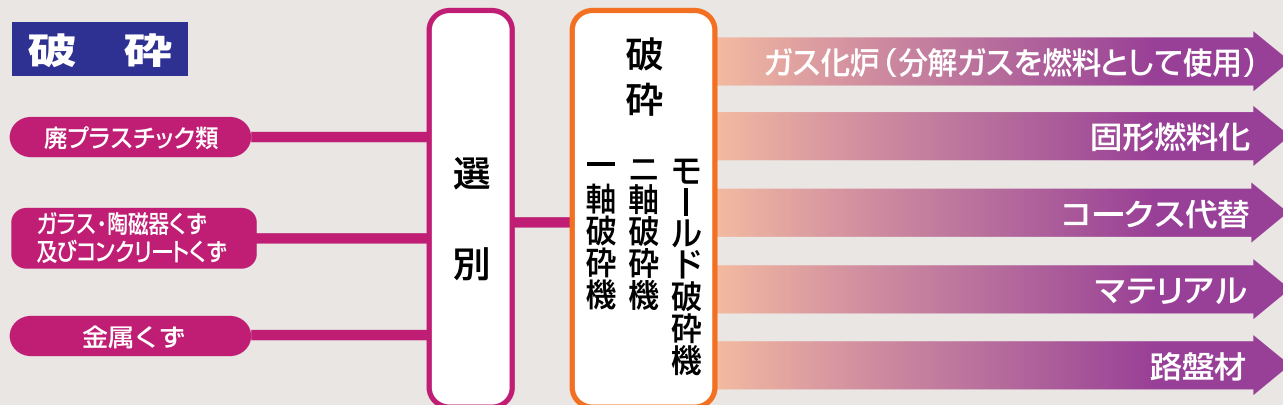 破砕
廃プラスチック類
ガラス・陶磁器くず
及びコンクリートくず
金属くず
選別
破砕
モールド破砕機
二軸破砕機
一軸破砕機
ガス化炉（分解ガスを燃料として使用）
固形燃料化
コークス代替
マテリアル
路盤材